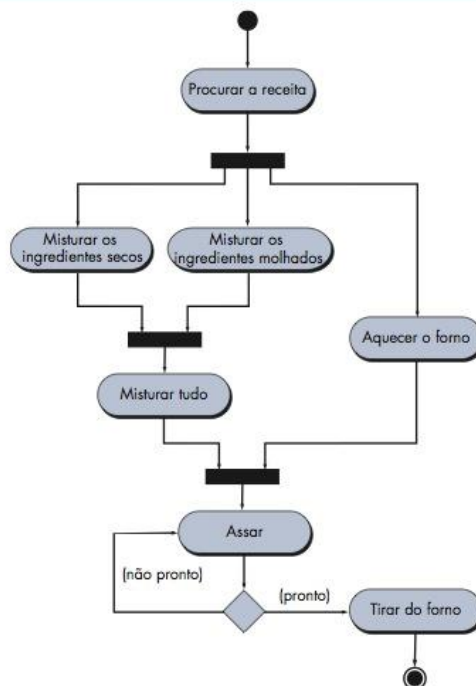 Procurar a receita
Misturar os
ingredientes secos
Misturar os
ingredientes molhados
Aquecer o forno
Misturar tudo
Assar
(não pronto)
(pronto)
Tirar do forno